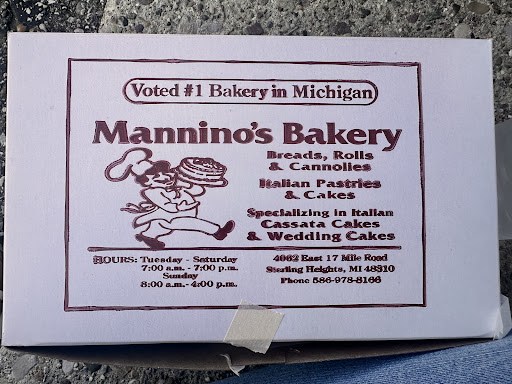 Voted #1 Bakery in Michigan
Mannino's Bakery
Breads, Rolls
& Cannolies
Italian Pastries
& Cakes
Specializing in Italian
Cassata Cakes
& Wedding Cakes
HOURS: Tuesday - Saturday
7:00 a.m. - 7:00 p.m.
Sunday
8:00 a.m. - 4:00 p.m.
4062 East 17 Mile Road
Sterling Heights, MI 48310
Phone 586-978-8166